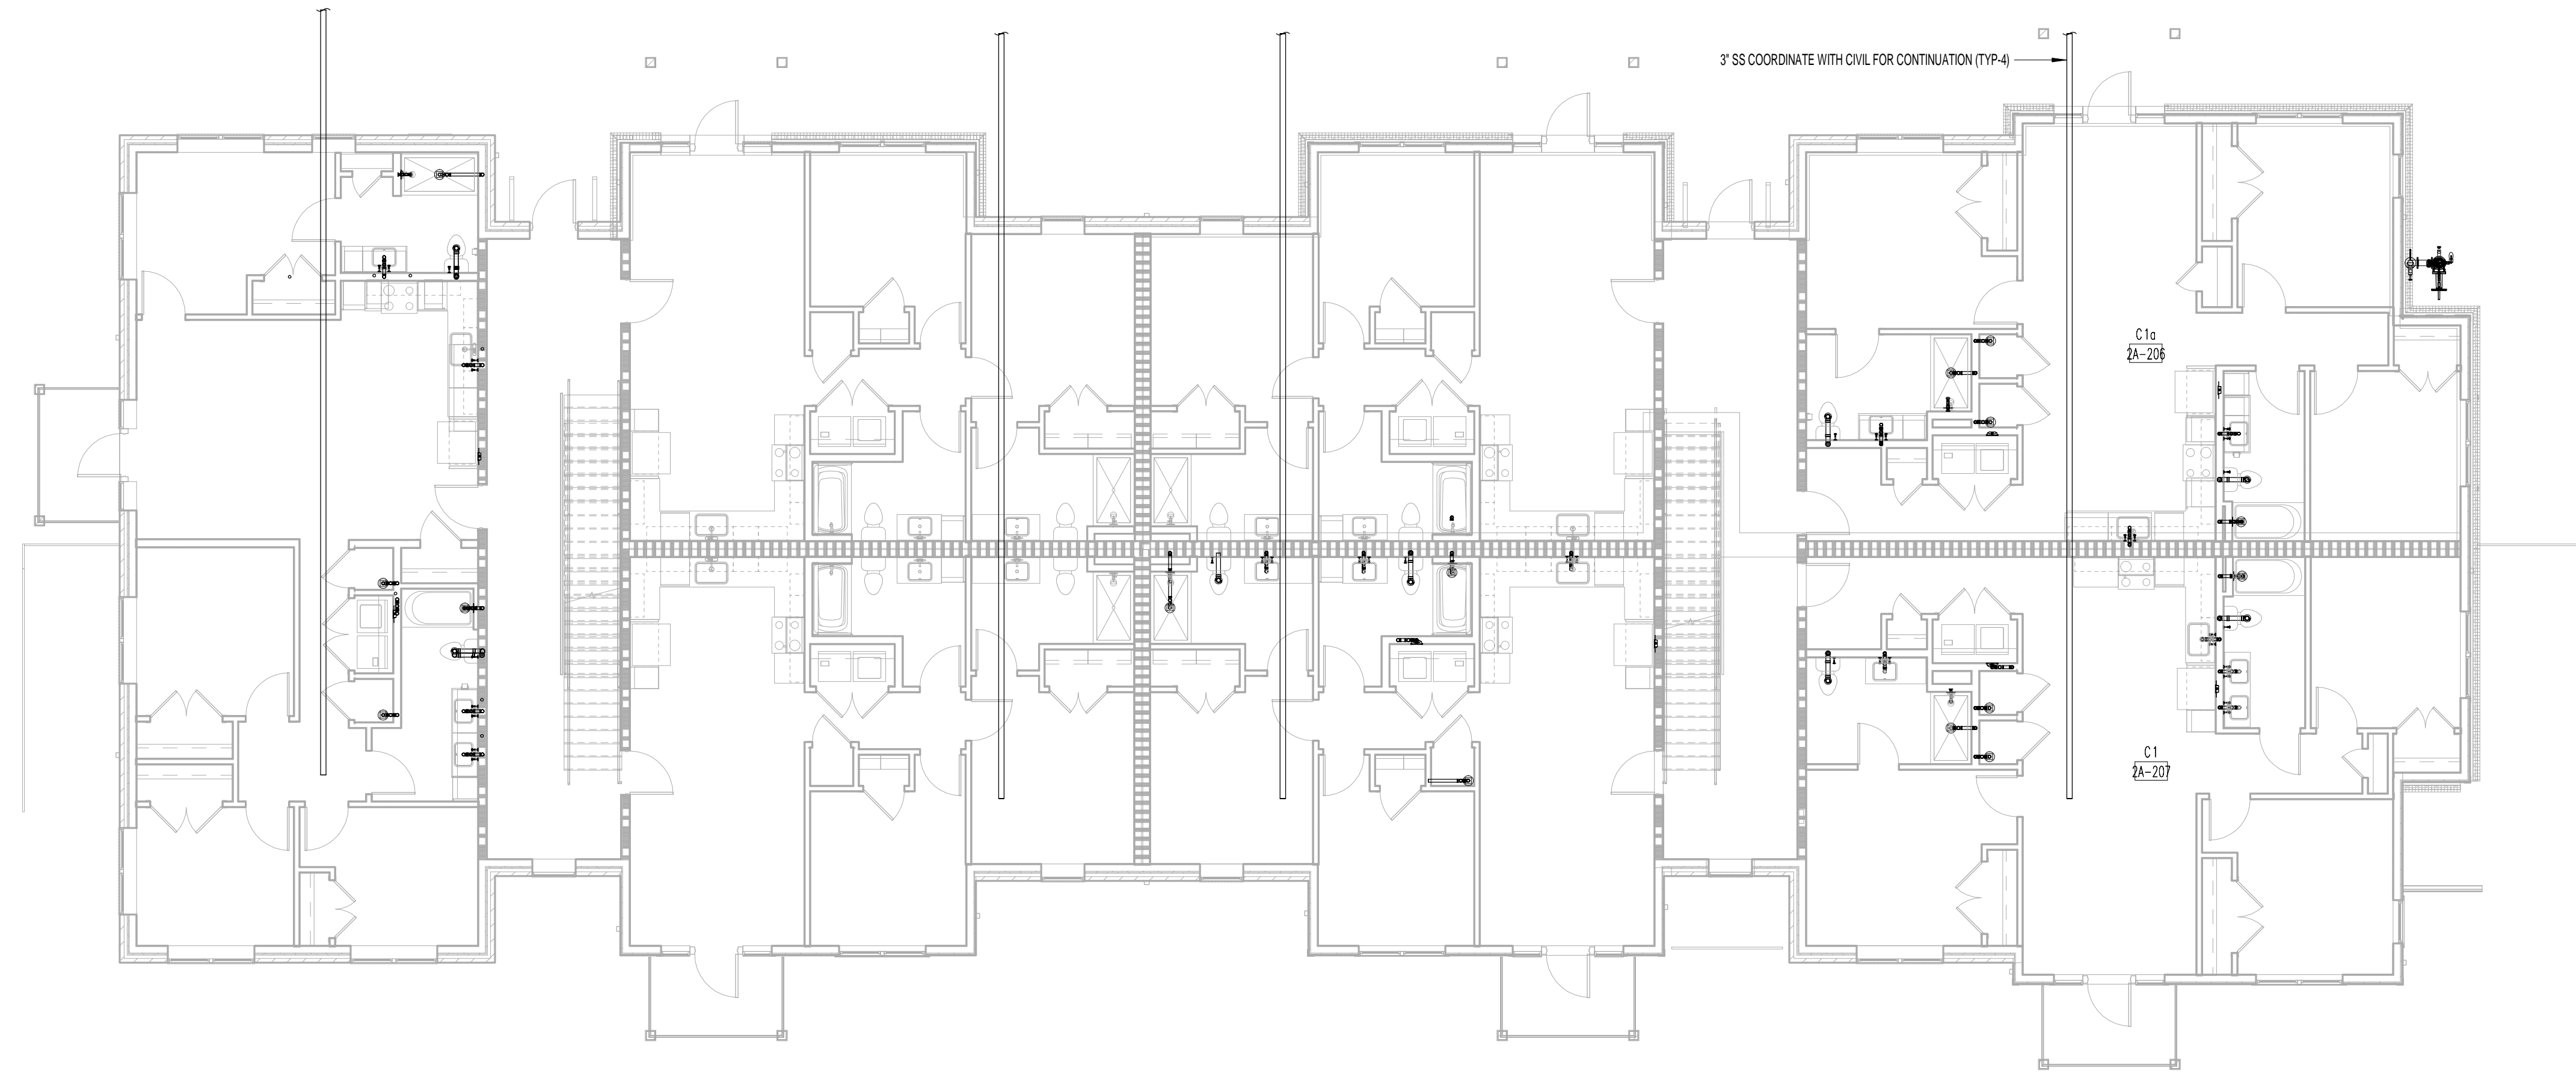 3" SS COORDINATE WITH CIVIL FOR CONTINUATION (TYP-4)
C1a
2A-206
C1
2A-207